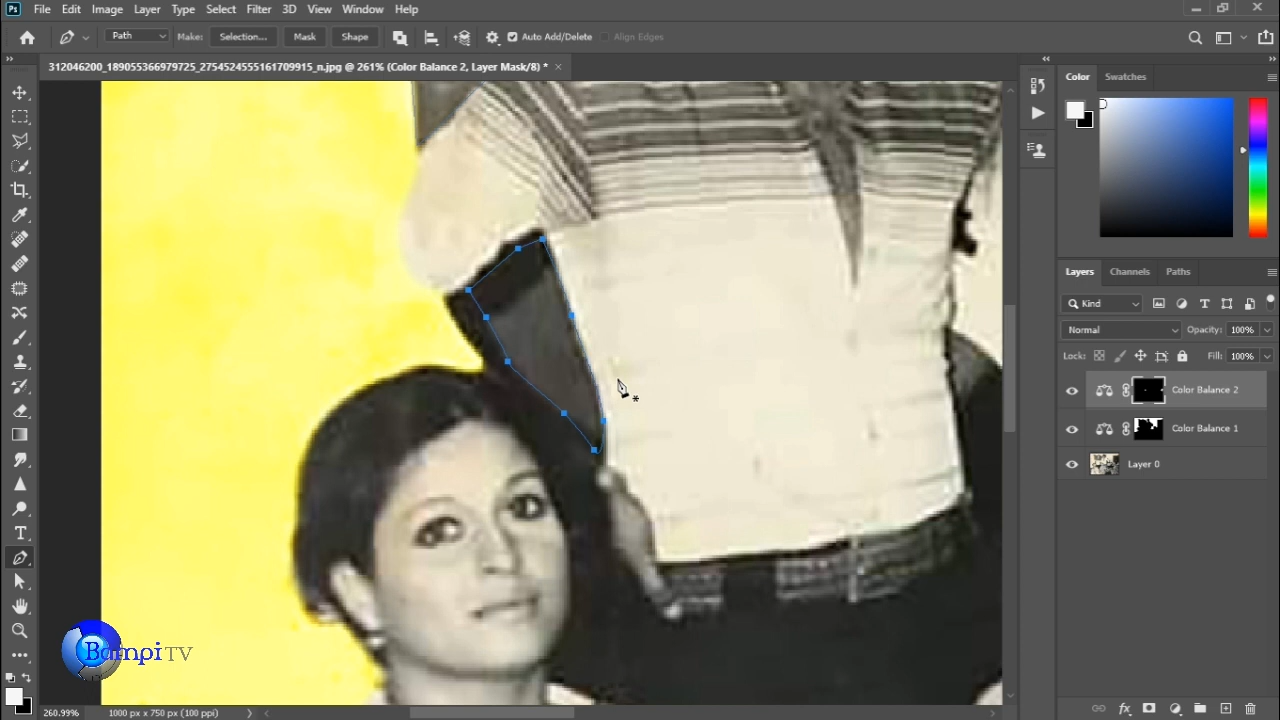 Ps File Edit Image Layer Type Select Filter 3D View Window Help
Path Make: Selection... Mask Shape Auto Add/Delete Align Edges
312046200_189055366979725_2754524555161709915_n.jpg @ 261% (Color Balance 2, Layer Mask/8) * ×
Color Swatches
Layers Channels Paths
Kind
Normal Opacity: 100%
Lock: Fill: 100%
Color Balance 2
Color Balance 1
Layer 0
Bampi TV
260.99% 1000 px x 750 px (100 ppi)